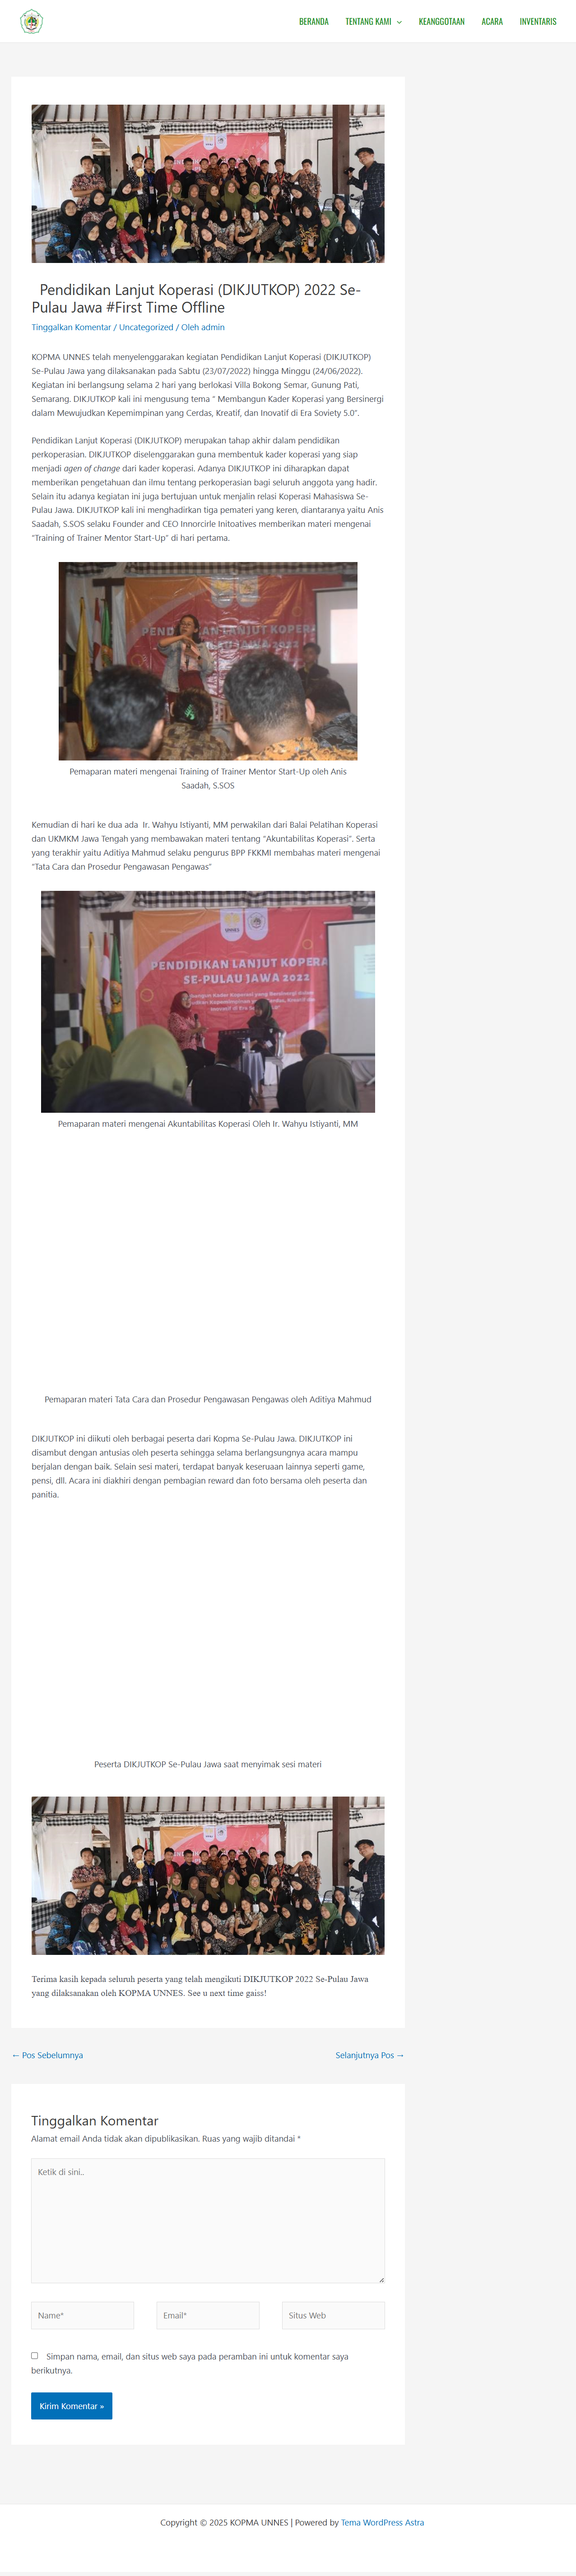 BERANDA
TENTANG KAMI
KEANGGOTAAN
ACARA
INVENTARIS
Pendidikan Lanjut Koperasi (DIKJUTKOP) 2022 Se-
Pulau Jawa #First Time Offline
Tinggalkan Komentar / Uncategorized / Oleh admin
KOPMA UNNES telah menyelenggarakan kegiatan Pendidikan Lanjut Koperasi (DIKJUTKOP)
Se-Pulau Jawa yang dilaksanakan pada Sabtu (23/07/2022) hingga Minggu (24/06/2022).
Kegiatan ini berlangsung selama 2 hari yang berlokasi Villa Bokong Semar, Gunung Pati,
Semarang. DIKJUTKOP kali ini mengusung tema " Membangun Kader Koperasi yang Bersinergi
dalam Mewujudkan Kepemimpinan yang Cerdas, Kreatif, dan Inovatif di Era Soviety 5.0".
Pendidikan Lanjut Koperasi (DIKJUTKOP) merupakan tahap akhir dalam pendidikan
perkoperasian. DIKJUTKOP diselenggarakan guna membentuk kader koperasi yang siap
menjadi agen of change dari kader koperasi. Adanya DIKJUTKOP ini diharapkan dapat
memberikan pengetahuan dan ilmu tentang perkoperasian bagi seluruh anggota yang hadir.
Selain itu adanya kegiatan ini juga bertujuan untuk menjalin relasi Koperasi Mahasiswa Se-
Pulau Jawa. DIKJUTKOP kali ini menghadirkan tiga pemateri yang keren, diantaranya yaitu Anis
Saadah, S.SOS selaku Founder and CEO Innorcirle Initoatives memberikan materi mengenai
"Training of Trainer Mentor Start-Up" di hari pertama.
PENDIDIKAN LANJUT KOPERASI
Pemaparan materi mengenai Training of Trainer Mentor Start-Up oleh Anis
Saadah, S.SOS
Kemudian di hari ke dua ada Ir. Wahyu Istiyanti, MM perwakilan dari Balai Pelatihan Koperasi
dan UKMKM Jawa Tengah yang membawakan materi tentang "Akuntabilitas Koperasi". Serta
yang terakhir yaitu Aditiya Mahmud selaku pengurus BPP FKKMI membahas materi mengenai
"Tata Cara dan Prosedur Pengawasan Pengawas"
UNNES
PENDIDIKAN LANJUT KOPERA
SE-PULAU JAWA 2022
Pemaparan materi mengenai Akuntabilitas Koperasi Oleh Ir. Wahyu Istiyanti, MM
Pemaparan materi Tata Cara dan Prosedur Pengawasan Pengawas oleh Aditiya Mahmud
DIKJUTKOP ini diikuti oleh berbagai peserta dari Kopma Se-Pulau Jawa. DIKJUTKOP ini
disambut dengan antusias oleh peserta sehingga selama berlangsungnya acara mampu
berjalan dengan baik. Selain sesi materi, terdapat banyak keseruaan lainnya seperti game,
pensi, dll. Acara ini diakhiri dengan pembagian reward dan foto bersama oleh peserta dan
panitia.
Peserta DIKJUTKOP Se-Pulau Jawa saat menyimak sesi materi
Terima kasih kepada seluruh peserta yang telah mengikuti DIKJUTKOP 2022 Se-Pulau Jawa
yang dilaksanakan oleh KOPMA UNNES. See u next time gaiss!
← Pos Sebelumnya
Selanjutnya Pos →
Tinggalkan Komentar
Alamat email Anda tidak akan dipublikasikan. Ruas yang wajib ditandai *
Ketik di sini..
Name*
Email*
Situs Web
Simpan nama, email, dan situs web saya pada peramban ini untuk komentar saya
berikutnya.
Kirim Komentar »
Copyright © 2025 KOPMA UNNES | Powered by Tema WordPress Astra